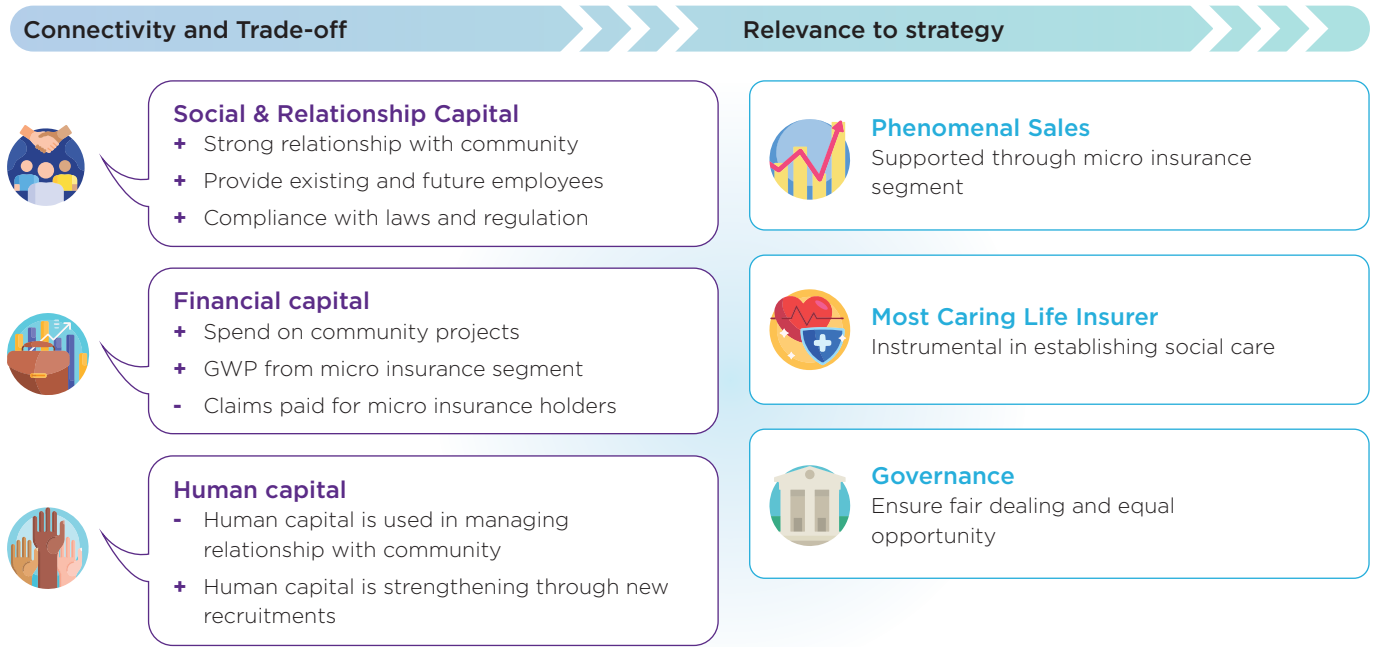 Connectivity and Trade-off
Social & Relationship Capital
+ Strong relationship with community
+ Provide existing and future employees
+ Compliance with laws and regulation
Financial capital
+ Spend on community projects
+ GWP from micro insurance segment
- Claims paid for micro insurance holders
Human capital
- Human capital is used in managing
relationship with community
+ Human capital is strengthening through new
recruitments
Relevance to strategy
Phenomenal Sales
Supported through micro insurance
segment
Most Caring Life Insurer
Instrumental in establishing social care
Governance
Ensure fair dealing and equal
opportunity